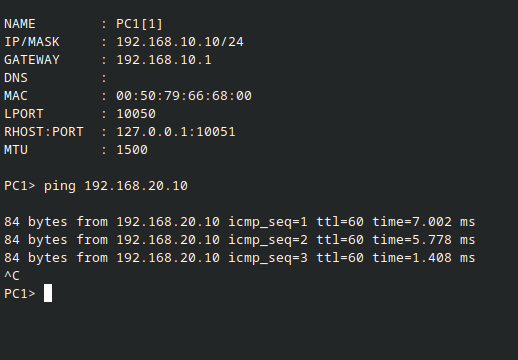 NAME        : PC1[1]
IP/MASK     : 192.168.10.10/24
GATEWAY     : 192.168.10.1
DNS         :
MAC         : 00:50:79:66:68:00
LPORT       : 10050
RHOST:PORT  : 127.0.0.1:10051
MTU         : 1500
PC1> ping 192.168.20.10
84 bytes from 192.168.20.10 icmp_seq=1 ttl=60 time=7.002 ms
84 bytes from 192.168.20.10 icmp_seq=2 ttl=60 time=5.778 ms
84 bytes from 192.168.20.10 icmp_seq=3 ttl=60 time=1.408 ms
^C
PC1>